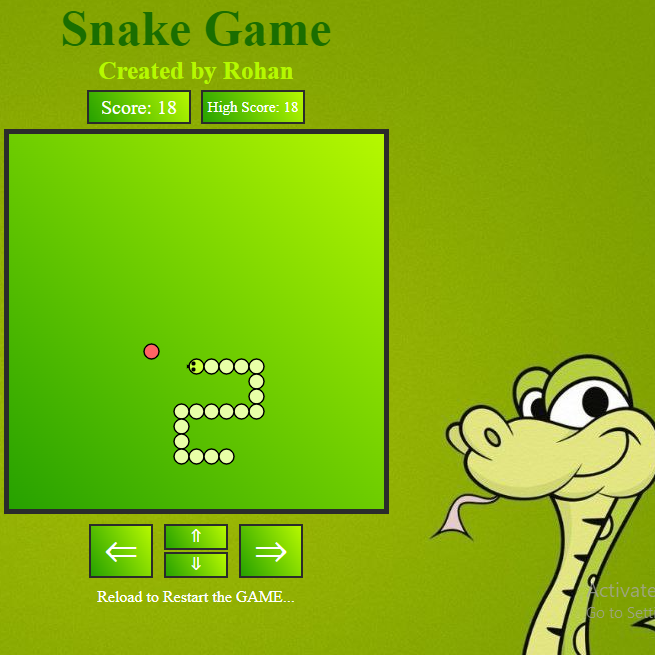 Snake Game
Created by Rohan
Score: 18
High Score: 18
⇐
⇑
⇓
⇒
Reload to Restart the GAME...
Activate
Go to Sett